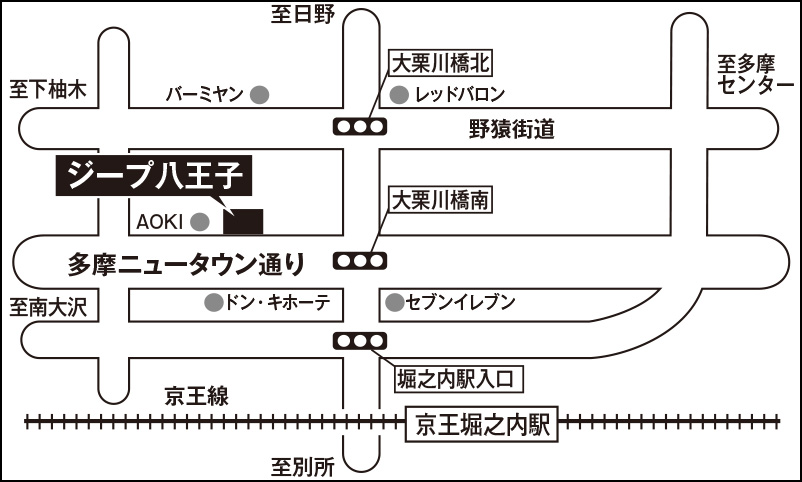 至日野
大栗川橋北
至多摩
センター
至下柚木
バーミヤン
レッドバロン
野猿街道
ジープ八王子
大栗川橋南
AOKI
多摩ニュータウン通り
至南大沢
ドン・キホーテ
セブンイレブン
堀之内駅入口
京王線
京王堀之内駅
至別所